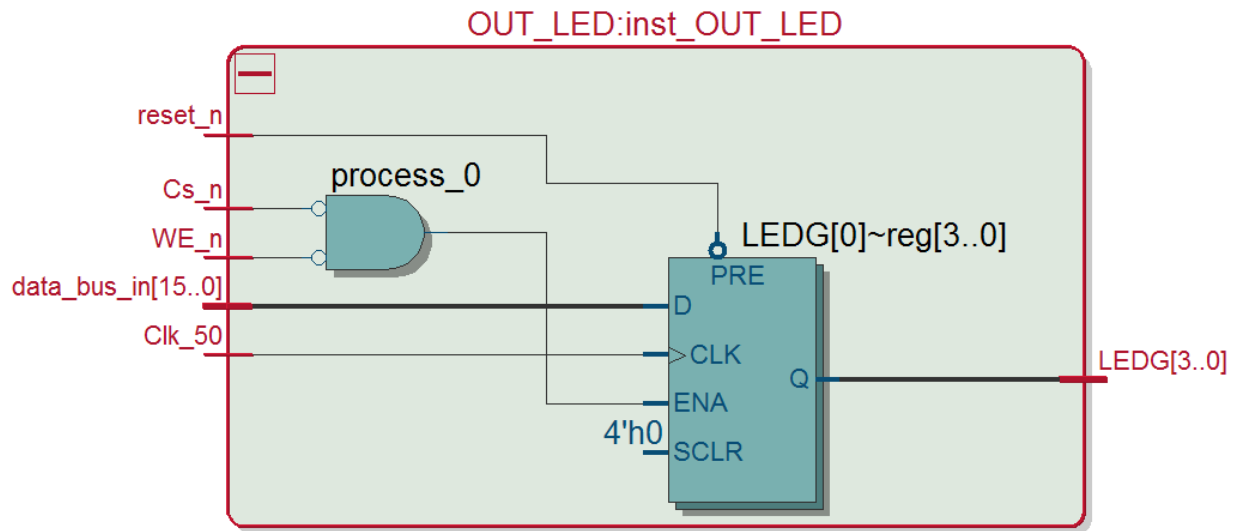 OUT_LED:inst_OUT_LED
reset_n
process_0
Cs_n
WE_n
LEDG[0]~reg[3..0]
PRE
data_bus_in[15..0]
D
Clk_50
CLK
Q
LEDG[3..0]
ENA
4'h0
SCLR